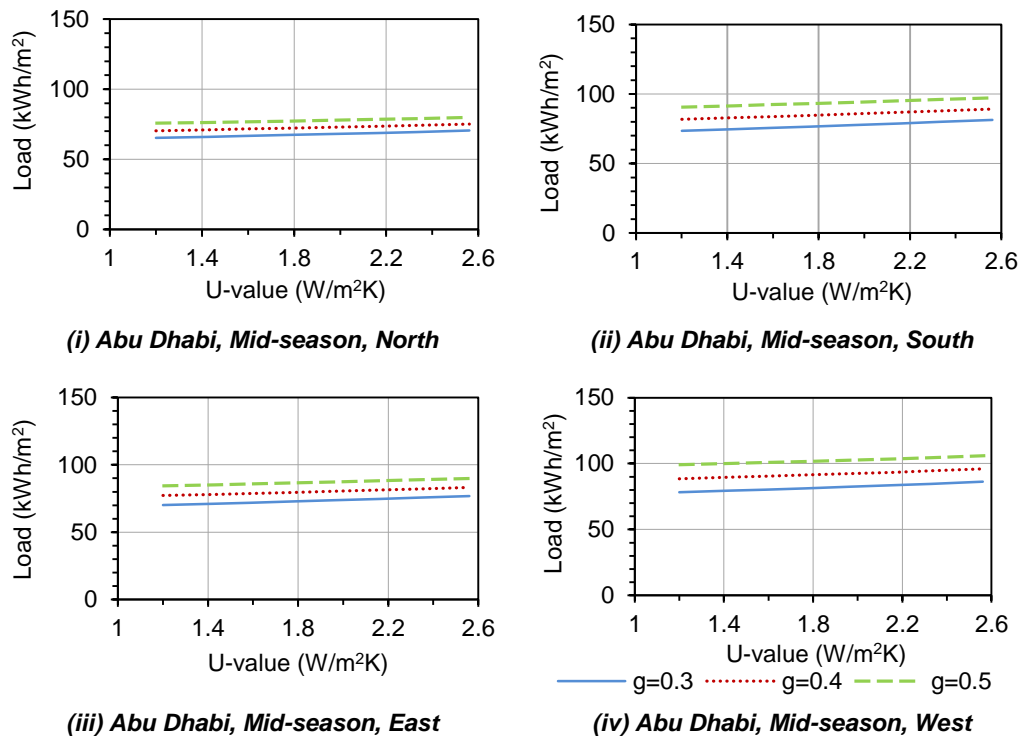 150
100
50
0
Load (kWh/m²)
1 1.4 1.8 2.2 2.6
U-value (W/m²K)
(i) Abu Dhabi, Mid-season, North
150
100
50
0
Load (kWh/m²)
1 1.4 1.8 2.2 2.6
U-value (W/m²K)
(ii) Abu Dhabi, Mid-season, South
150
100
50
0
Load (kWh/m²)
1 1.4 1.8 2.2 2.6
U-value (W/m²K)
(iii) Abu Dhabi, Mid-season, East
150
100
50
0
Load (kWh/m²)
1 1.4 1.8 2.2 2.6
U-value (W/m²K)
g=0.3 g=0.4 g=0.5
(iv) Abu Dhabi, Mid-season, West